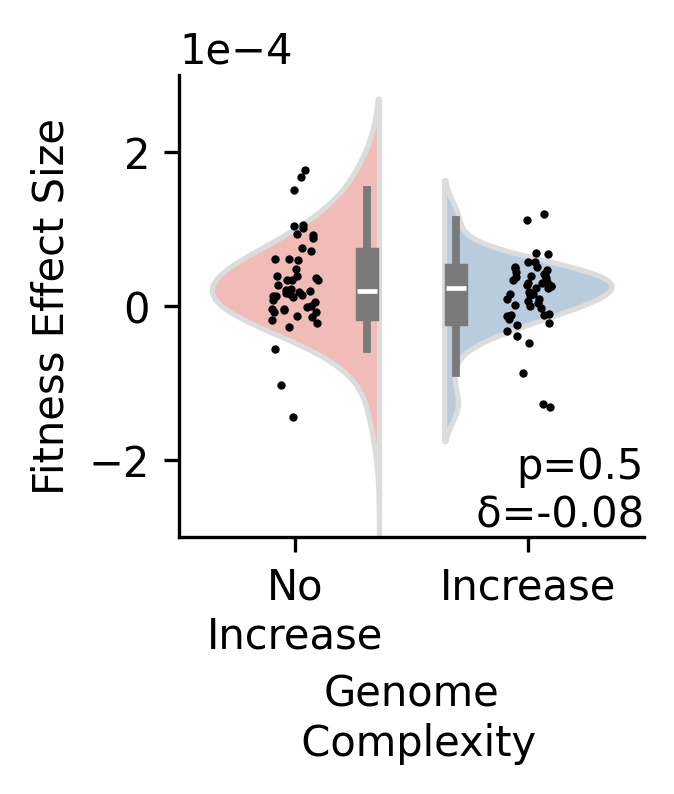 1e−4
Fitness Effect Size
2
0
−2
p=0.5
δ=-0.08
No
Increase
Increase
Genome
Complexity